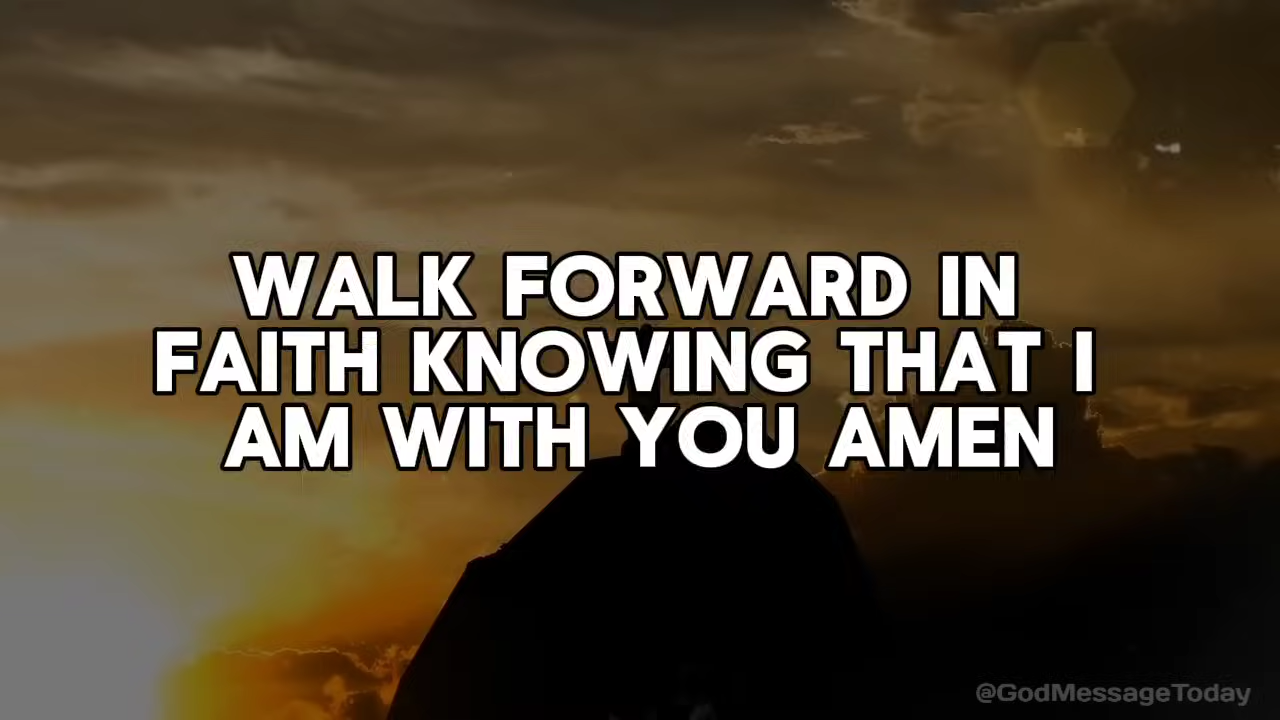 WALK FORWARD IN
FAITH KNOWING THAT I
AM WITH YOU AMEN
@GodMessageToday